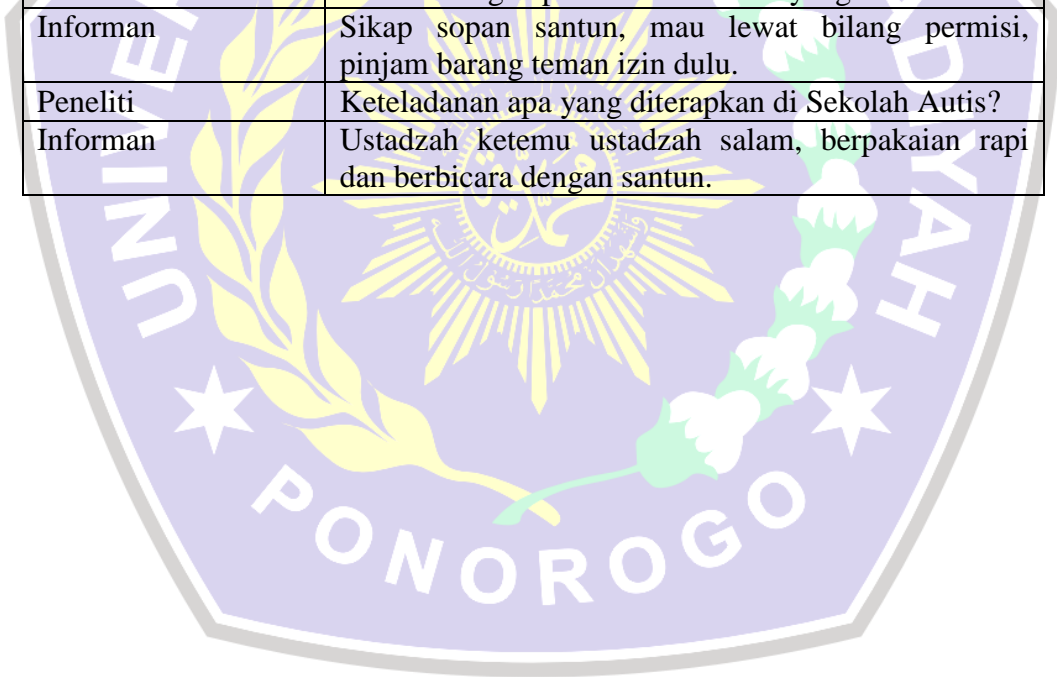 Informan
Sikap sopan santun, mau lewat bilang permisi,
pinjam barang teman izin dulu.
Peneliti
Keteladanan apa yang diterapkan di Sekolah Autis?
Informan
Ustadzah ketemu ustadzah salam, berpakaian rapi
dan berbicara dengan santun.
PONOROGO